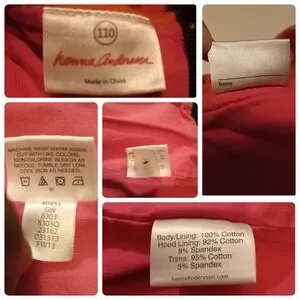 110
hanna Andersson
Made in China
Name
MACHINE WASH WARM INSIDE
OUT WITH LIKE COLORS.
NON-CHLORINE BLEACH AS
NEEDED. TUMBLE DRY LOW,
COOL IRON AS NEEDED.
40454
GW
8303
8303Q
23162
031513
FW13
Body/Lining: 100% Cotton
Hood Lining: 92% Cotton
8% Spandex
Trims: 95% Cotton
5% Spandex
hannaAndersson.com